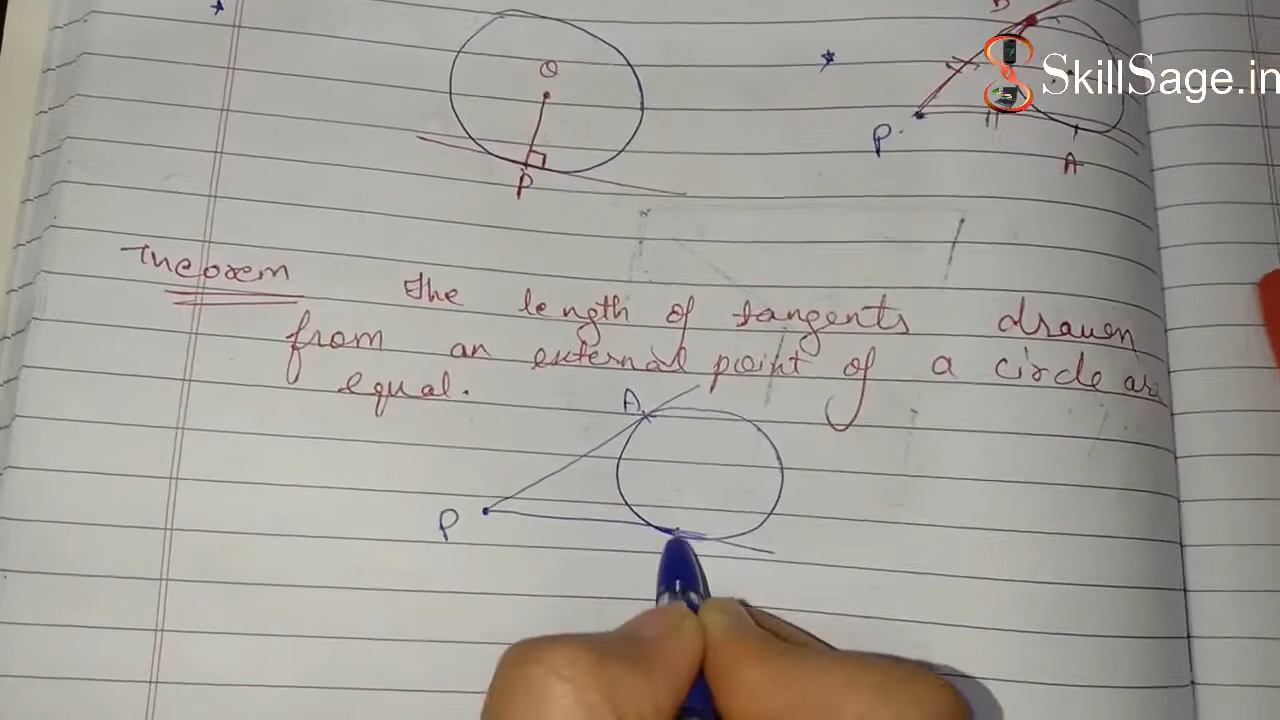 B
SkillSage.in
O
P
P
A
Theorem The length of tangents drawn
from an external point of a circle are
equal.
A
P